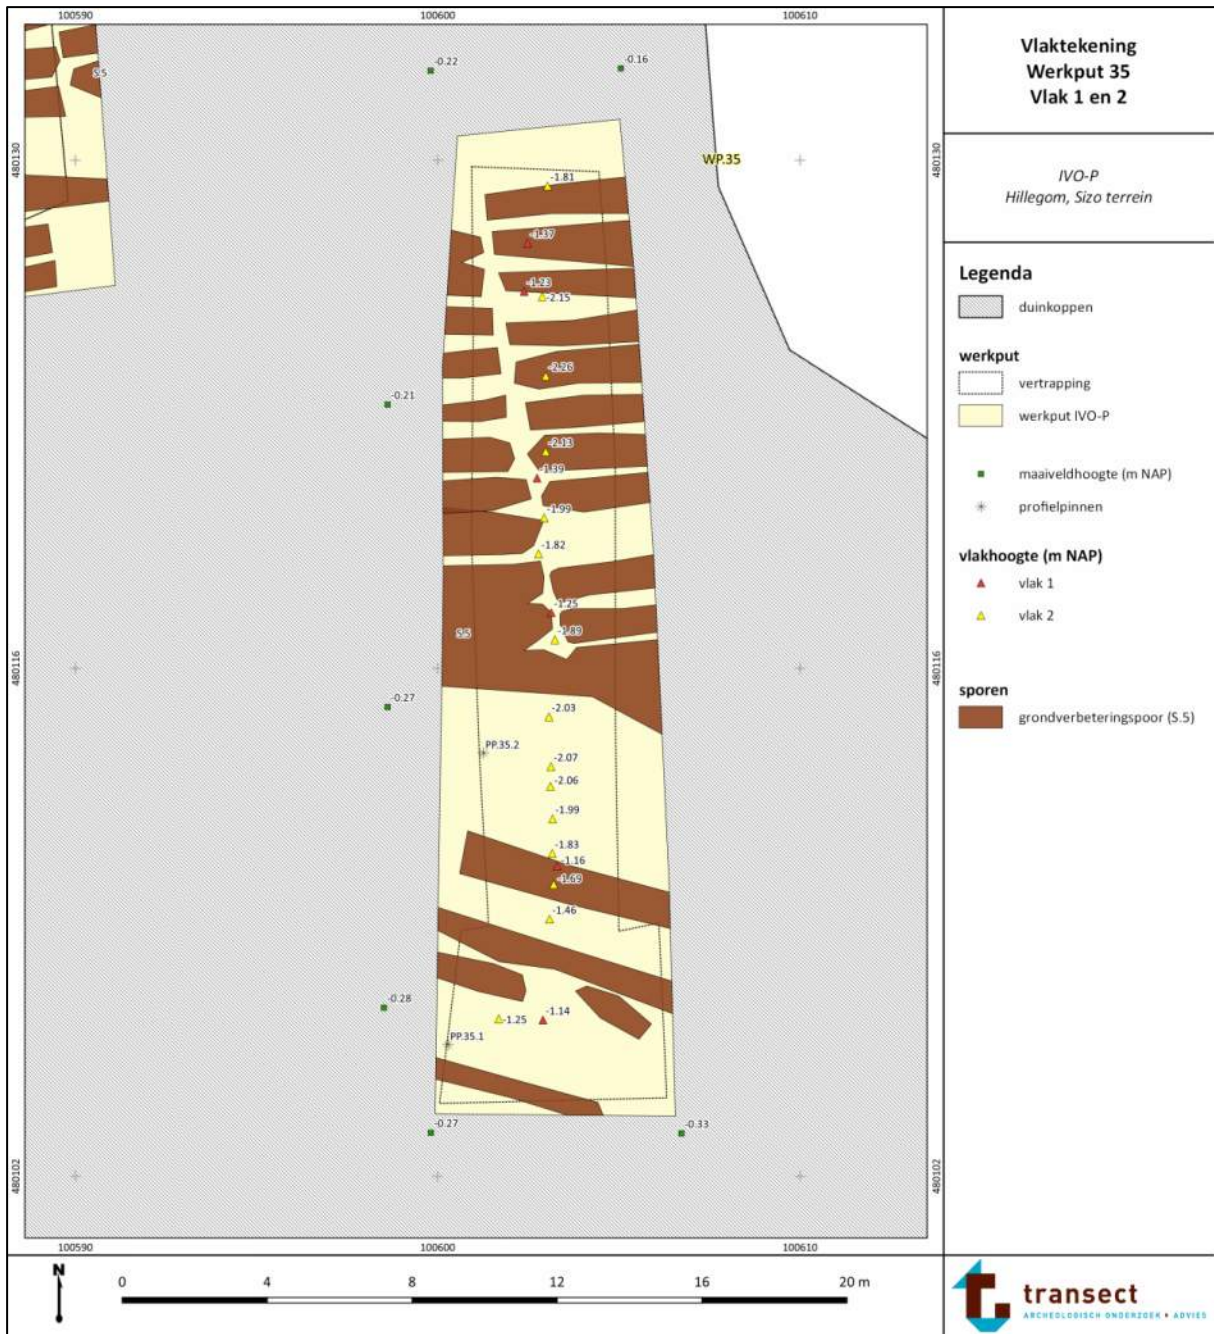 100590
100600
100610
480130
480116
480102
480130
480116
480102
-0.22
-0.16
S.5
WP.35
-1.81
-1.37
-1.23
-2.15
-2.26
-0.21
-2.13
-1.39
-1.99
-1.82
-1.25
S.5
-1.89
-0.27
-2.03
PP.35.2
-2.07
-2.06
-1.99
-1.83
-1.16
-1.69
-1.46
-0.28
-1.25
-1.14
PP.35.1
-0.27
-0.33
100590
100600
100610
N
0
4
8
12
16
20 m
Vlaktekening
Werkput 35
Vlak 1 en 2
IVO-P
Hillegom, Sizo terrein
Legenda
duinkoppen
werkput
vertrapping
werkput IVO-P
maaiveldhoogte (m NAP)
profielpinnen
vlakhoogte (m NAP)
vlak 1
vlak 2
sporen
grondverbeteringspoor (S.5)
transect
ARCHEOLOGISCH ONDERZOEK • ADVIES